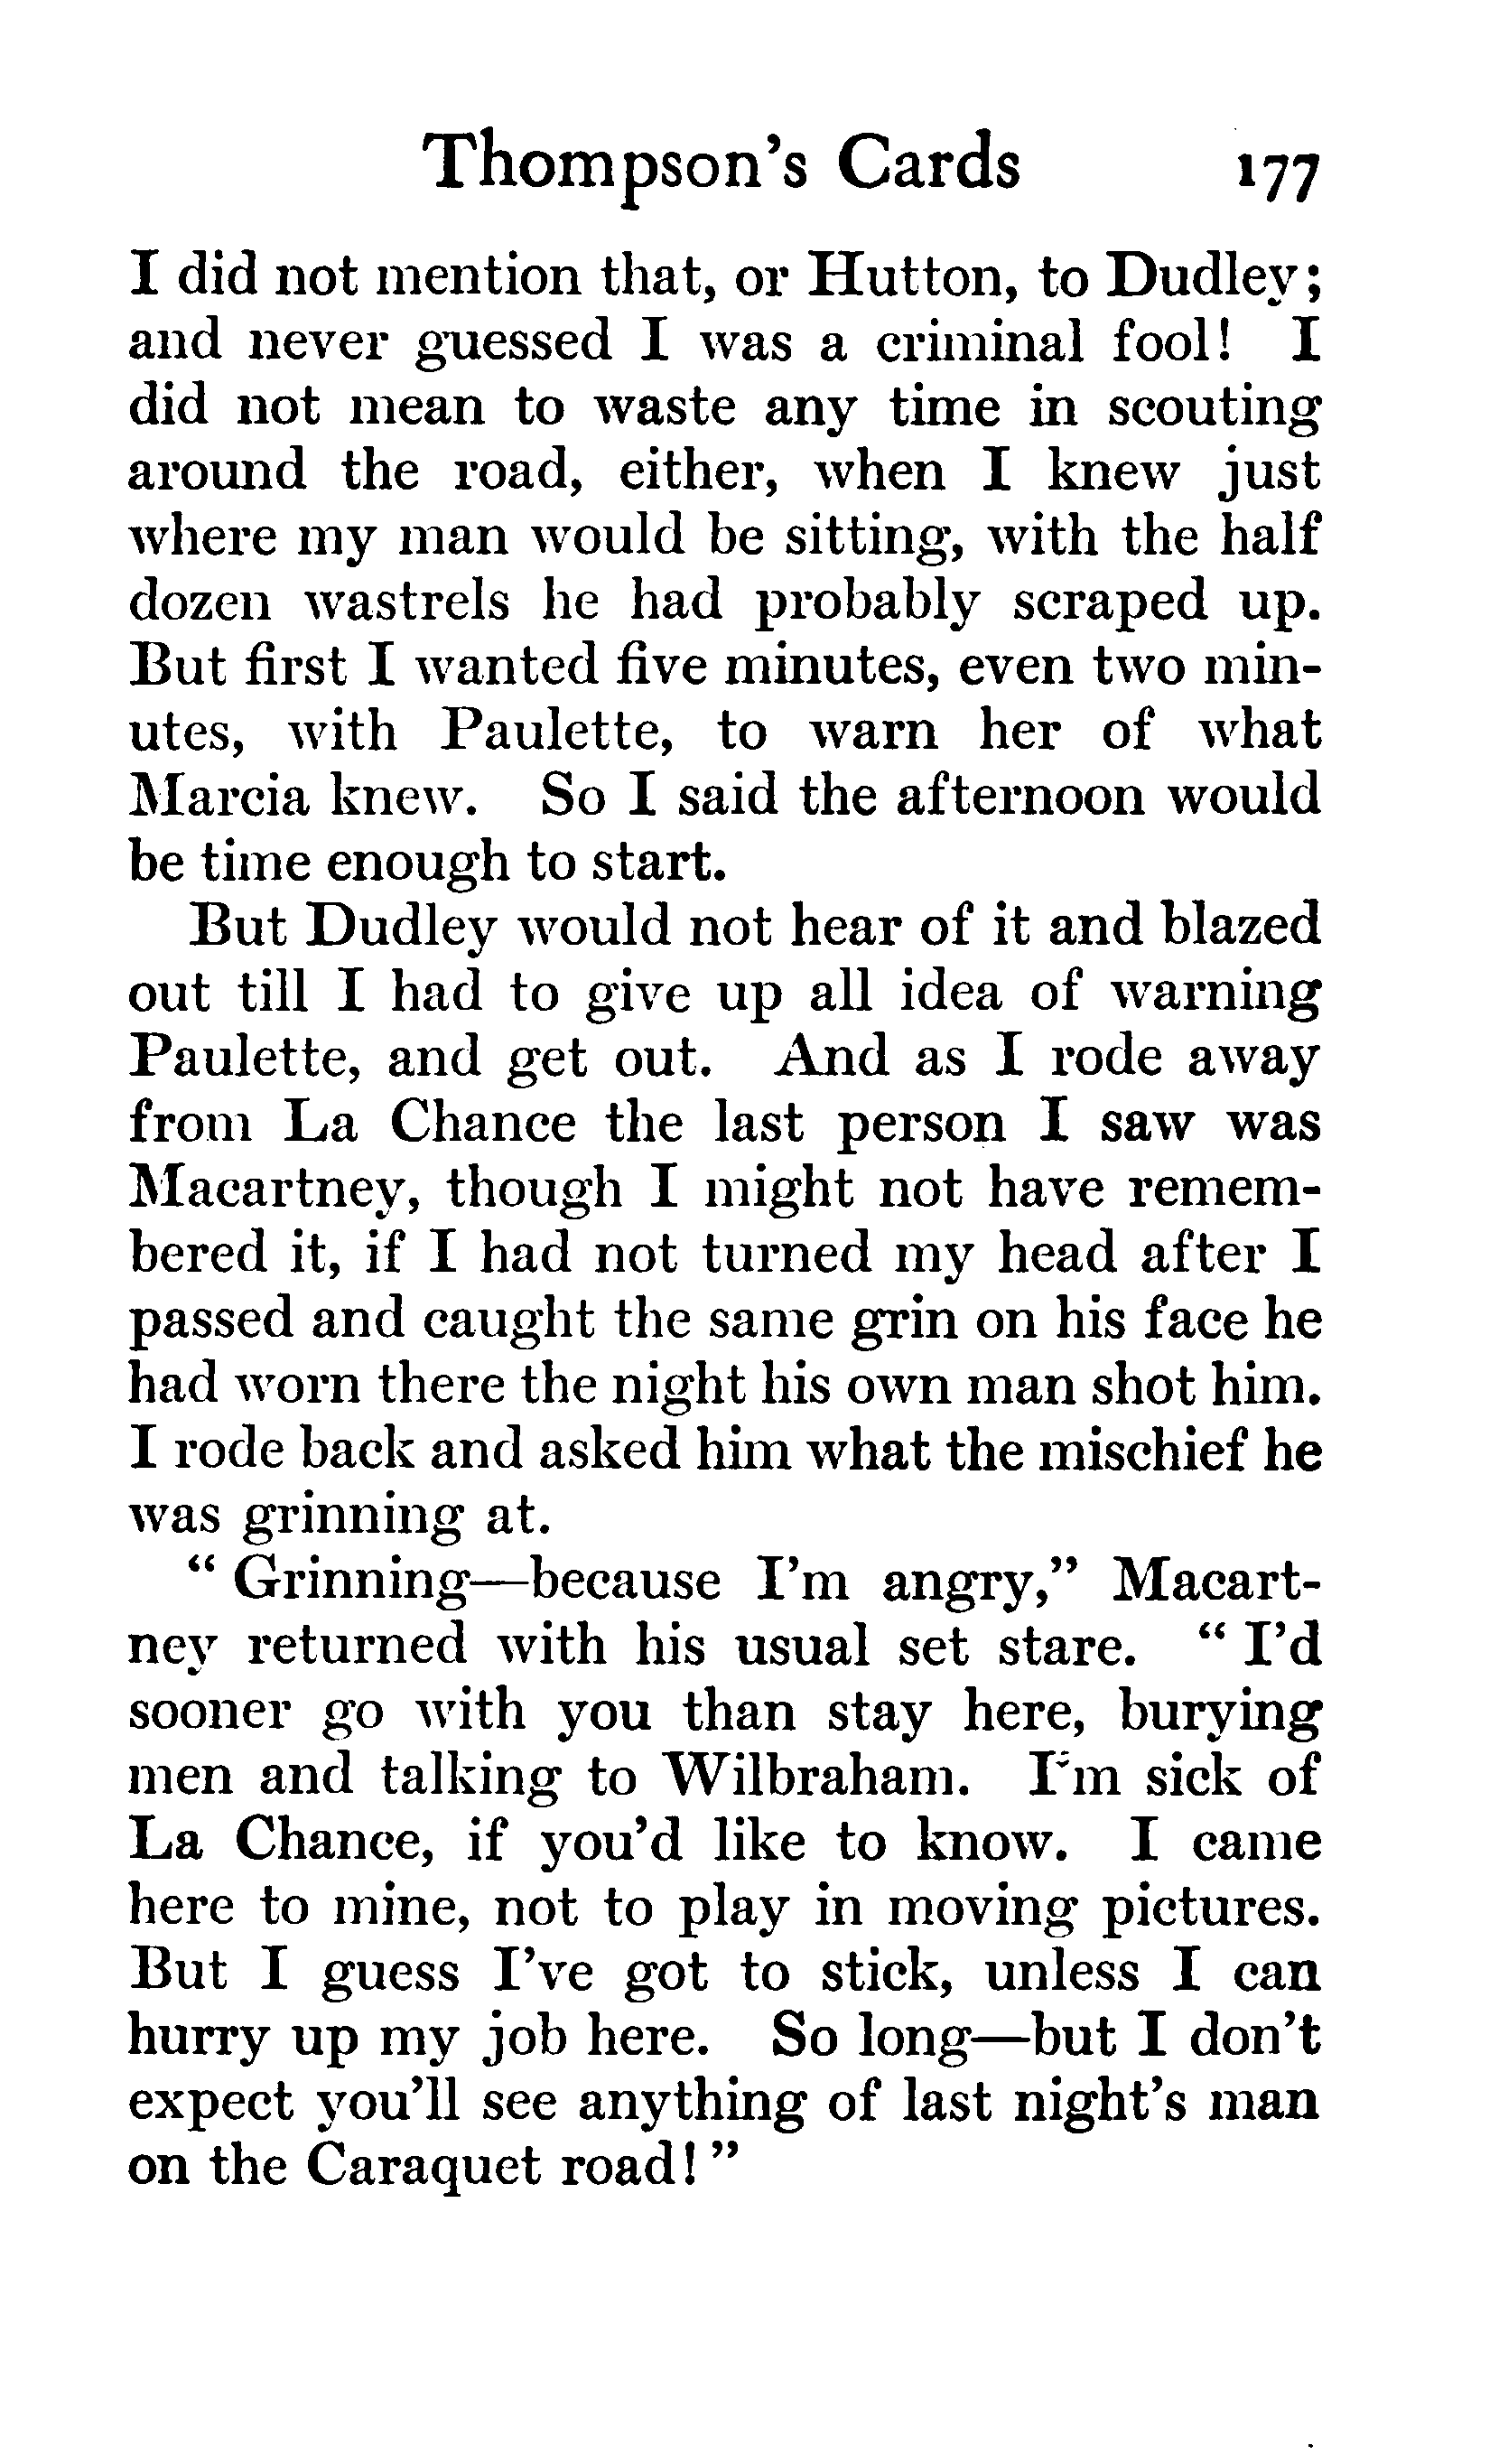 Thompson's Cards 177
I did not mention that, or Hutton, to Dudley;
and never guessed I was a criminal fool! I
did not mean to waste any time in scouting
around the road, either, when I knew just
where my man would be sitting, with the half
dozen wastrels he had probably scraped up.
But first I wanted five minutes, even two min-
utes, with Paulette, to warn her of what
Marcia knew. So I said the afternoon would
be time enough to start.
But Dudley would not hear of it and blazed
out till I had to give up all idea of warning
Paulette, and get out. And as I rode away
from La Chance the last person I saw was
Macartney, though I might not have remem-
bered it, if I had not turned my head after I
passed and caught the same grin on his face he
had worn there the night his own man shot him.
I rode back and asked him what the mischief he
was grinning at.
“ Grinning—because I'm angry,” Macart-
ney returned with his usual set stare. “ I'd
sooner go with you than stay here, burying
men and talking to Wilbraham. I'm sick of
La Chance, if you'd like to know. I came
here to mine, not to play in moving pictures.
But I guess I've got to stick, unless I can
hurry up my job here. So long—but I don't
expect you'll see anything of last night's man
on the Caraquet road! ”